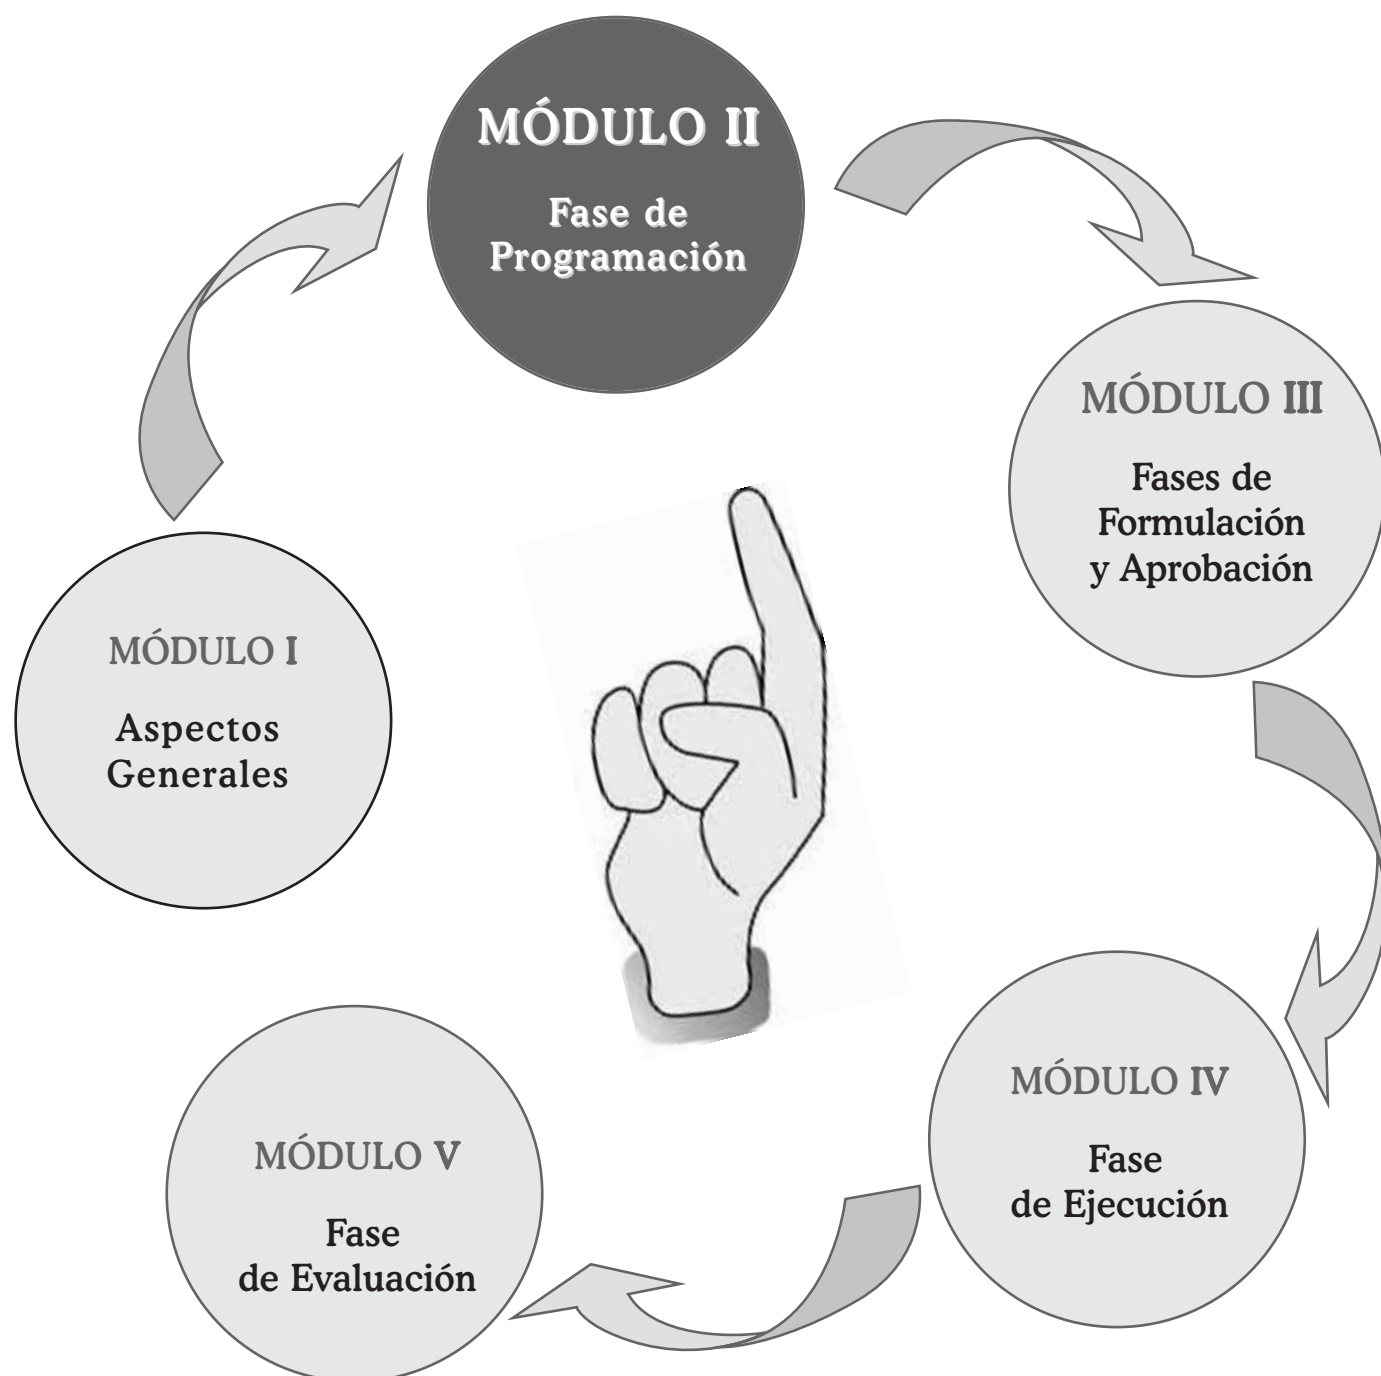 MÓDULO II
Fase de
Programación
MÓDULO III
Fases de
Formulación
y Aprobación
MÓDULO I
Aspectos
Generales
MÓDULO IV
Fase
de Ejecución
MÓDULO V
Fase
de Evaluación